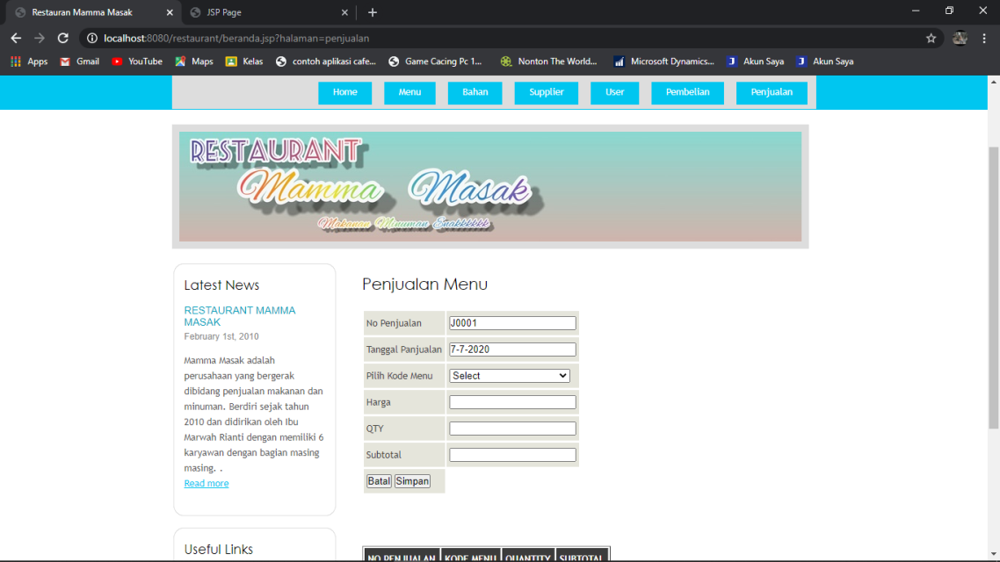 Restauran Mamma Masak
JSP Page
localhost:8080/restaurant/beranda.jsp?halaman=penjualan
Apps Gmail YouTube Maps Kelas contoh aplikasi cafe... Game Cacing Pc 1... Nonton The World... Microsoft Dynamics... Akun Saya Akun Saya
Home Menu Bahan Supplier User Pembelian Penjualan
RESTAURANT
Mamma Masak
Makanan Minuman Enakkkkkk
Latest News
RESTAURANT MAMMA
MASAK
February 1st, 2010
Mamma Masak adalah
perusahaan yang bergerak
dibidang penjualan makanan dan
minuman. Berdiri sejak tahun
2010 dan didirikan oleh Ibu
Marwah Rianti dengan memiliki 6
karyawan dengan bagian masing
masing. .
Read more
Useful Links
Penjualan Menu
No Penjualan J0001
Tanggal Panjualan 7-7-2020
Pilih Kode Menu Select
Harga
QTY
Subtotal
Batal Simpan
NO PENJUALAN KODE MENU QUANTITY SUBTOTAL